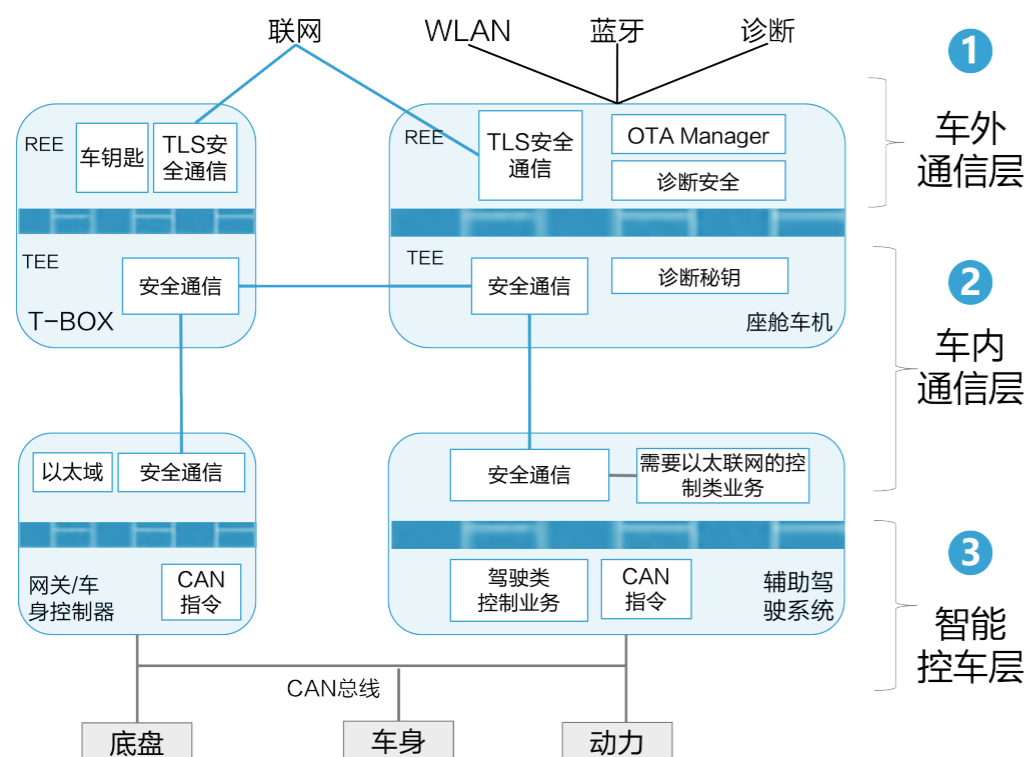 联网
WLAN
蓝牙
诊断
1
车外
通信层
REE
车钥匙
TLS安
全通信
REE
TLS安全
通信
OTA Manager
诊断安全
TEE
安全通信
T-BOX
TEE
安全通信
诊断秘钥
座舱车机
2
车内
通信层
以太域
安全通信
安全通信
需要以太联网的控
制类业务
3
智能
控车层
网关/车
身控制器
CAN
指令
驾驶类
控制业务
CAN
指令
辅助驾
驶系统
CAN总线
底盘
车身
动力